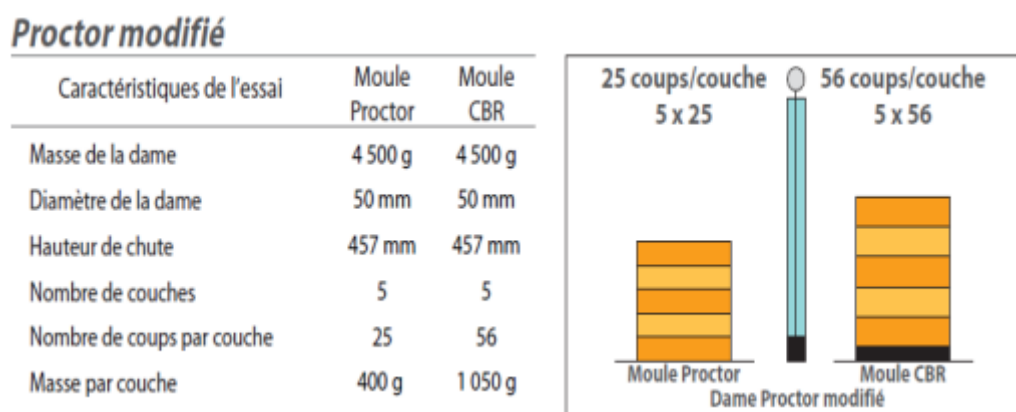 Proctor modifié
Caractéristiques de l'essai Moule Proctor Moule CBR
Masse de la dame 4 500 g 4 500 g
Diamètre de la dame 50 mm 50 mm
Hauteur de chute 457 mm 457 mm
Nombre de couches 5 5
Nombre de coups par couche 25 56
Masse par couche 400 g 1 050 g
25 coups/couche 56 coups/couche
5 x 25 5 x 56
Moule Proctor Moule CBR
Dame Proctor modifié